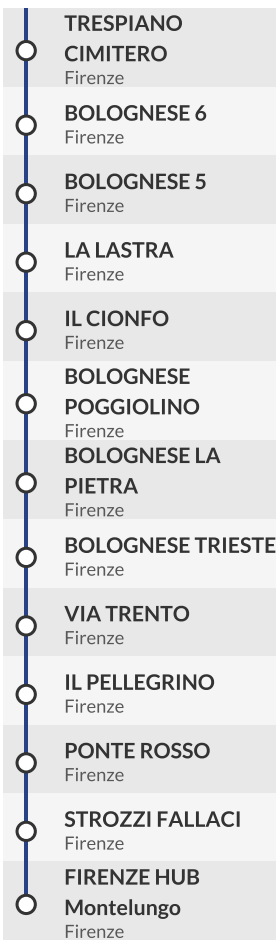 TRESPIANO
CIMITERO
Firenze
BOLOGNESE 6
Firenze
BOLOGNESE 5
Firenze
LA LASTRA
Firenze
IL CIONFO
Firenze
BOLOGNESE
POGGIOLINO
Firenze
BOLOGNESE LA
PIETRA
Firenze
BOLOGNESE TRIESTE
Firenze
VIA TRENTO
Firenze
IL PELLEGRINO
Firenze
PONTE ROSSO
Firenze
STROZZI FALLACI
Firenze
FIRENZE HUB
Montelungo
Firenze